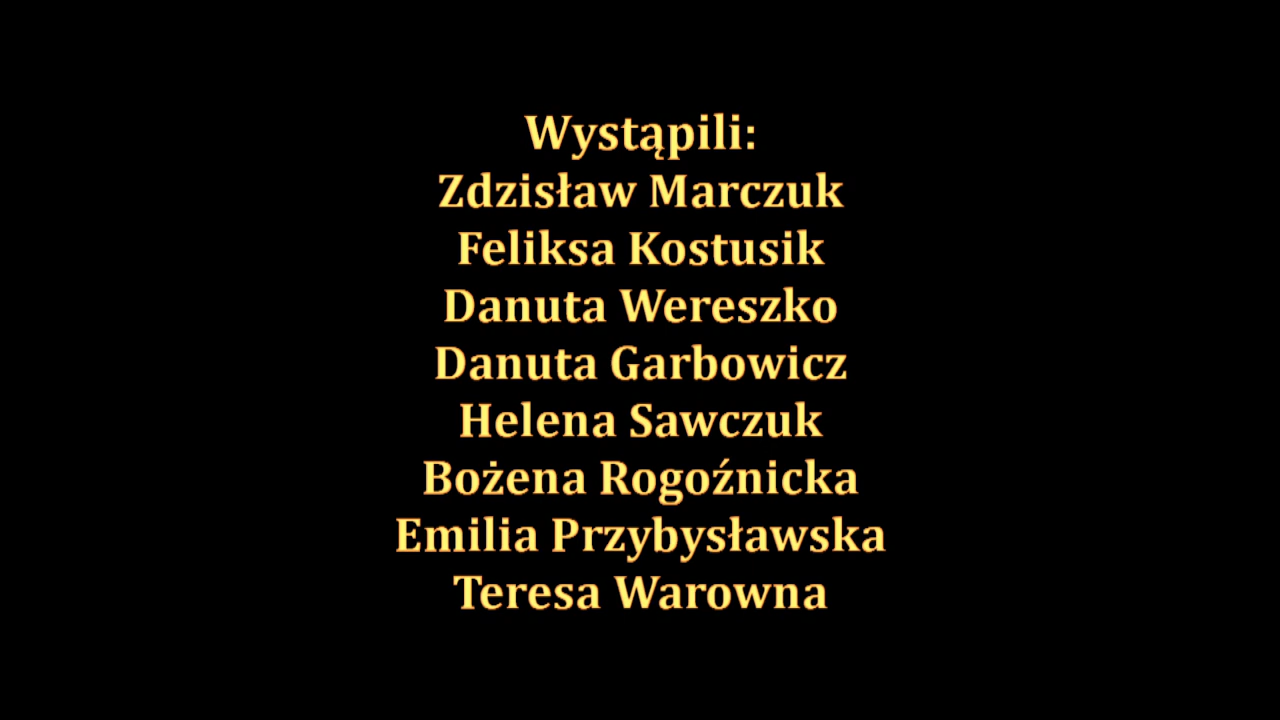 Wystąpili:
Zdzisław Marczuk
Feliksa Kostusik
Danuta Wereszko
Danuta Garbowicz
Helena Sawczuk
Bożena Rogoźnicka
Emilia Przybysławska
Teresa Warowna